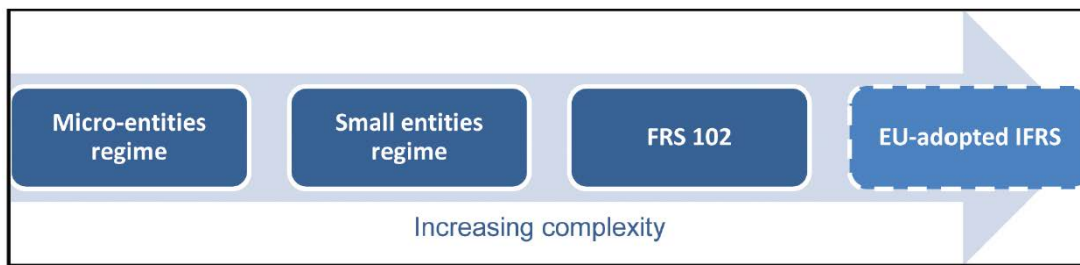 Micro-entities
regime
Small entities
regime
FRS 102
EU-adopted IFRS
Increasing complexity